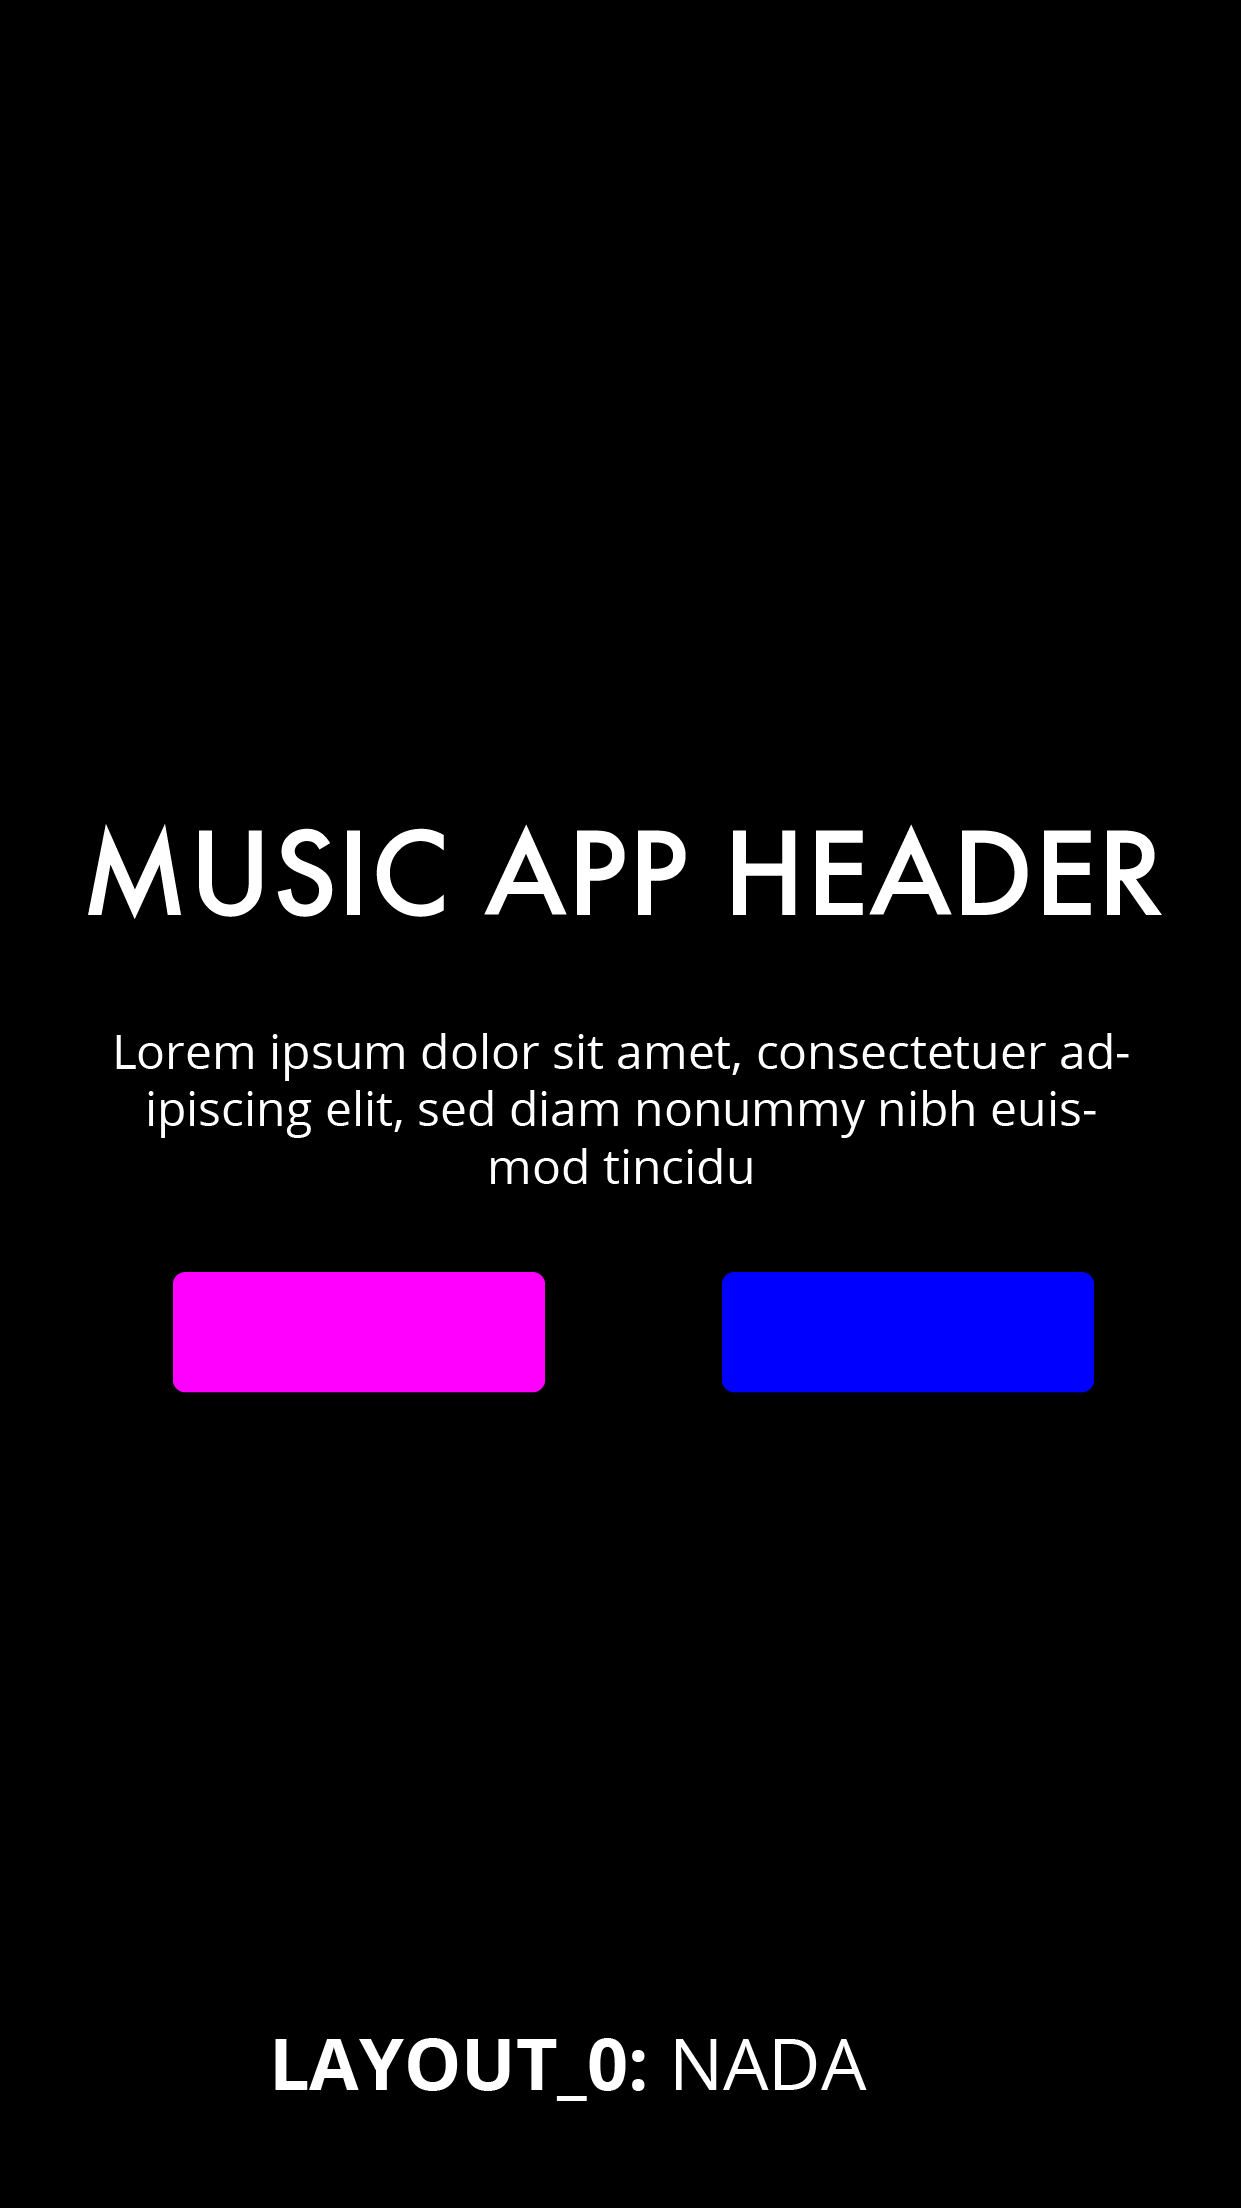 MUSIC APP HEADER
Lorem ipsum dolor sit amet, consectetuer ad-
ipiscing elit, sed diam nonummy nibh euis-
mod tincidu
LAYOUT_0: NADA